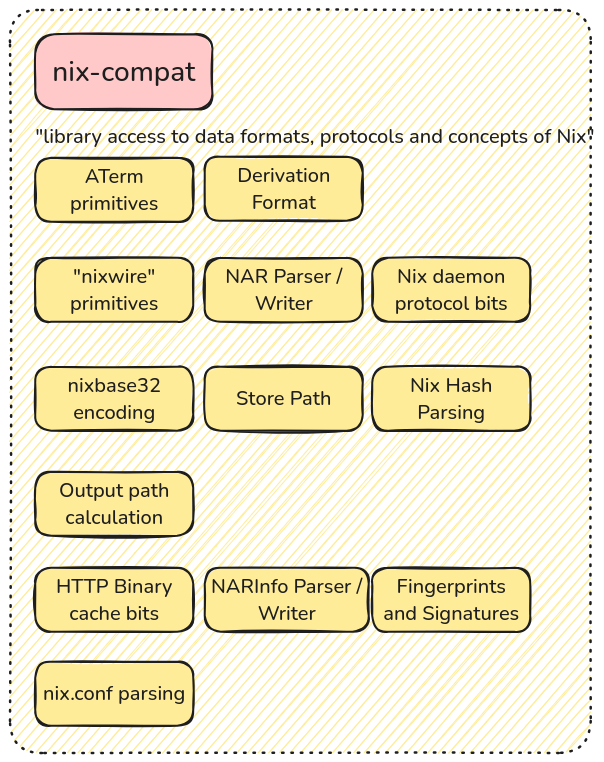 nix-compat
"library access to data formats, protocols and concepts of Nix"
ATerm
primitives
Derivation
Format
"nixwire"
primitives
NAR Parser /
Writer
Nix daemon
protocol bits
nixbase32
encoding
Store Path
Nix Hash
Parsing
Output path
calculation
HTTP Binary
cache bits
NARInfo Parser /
Writer
Fingerprints
and Signatures
nix.conf parsing